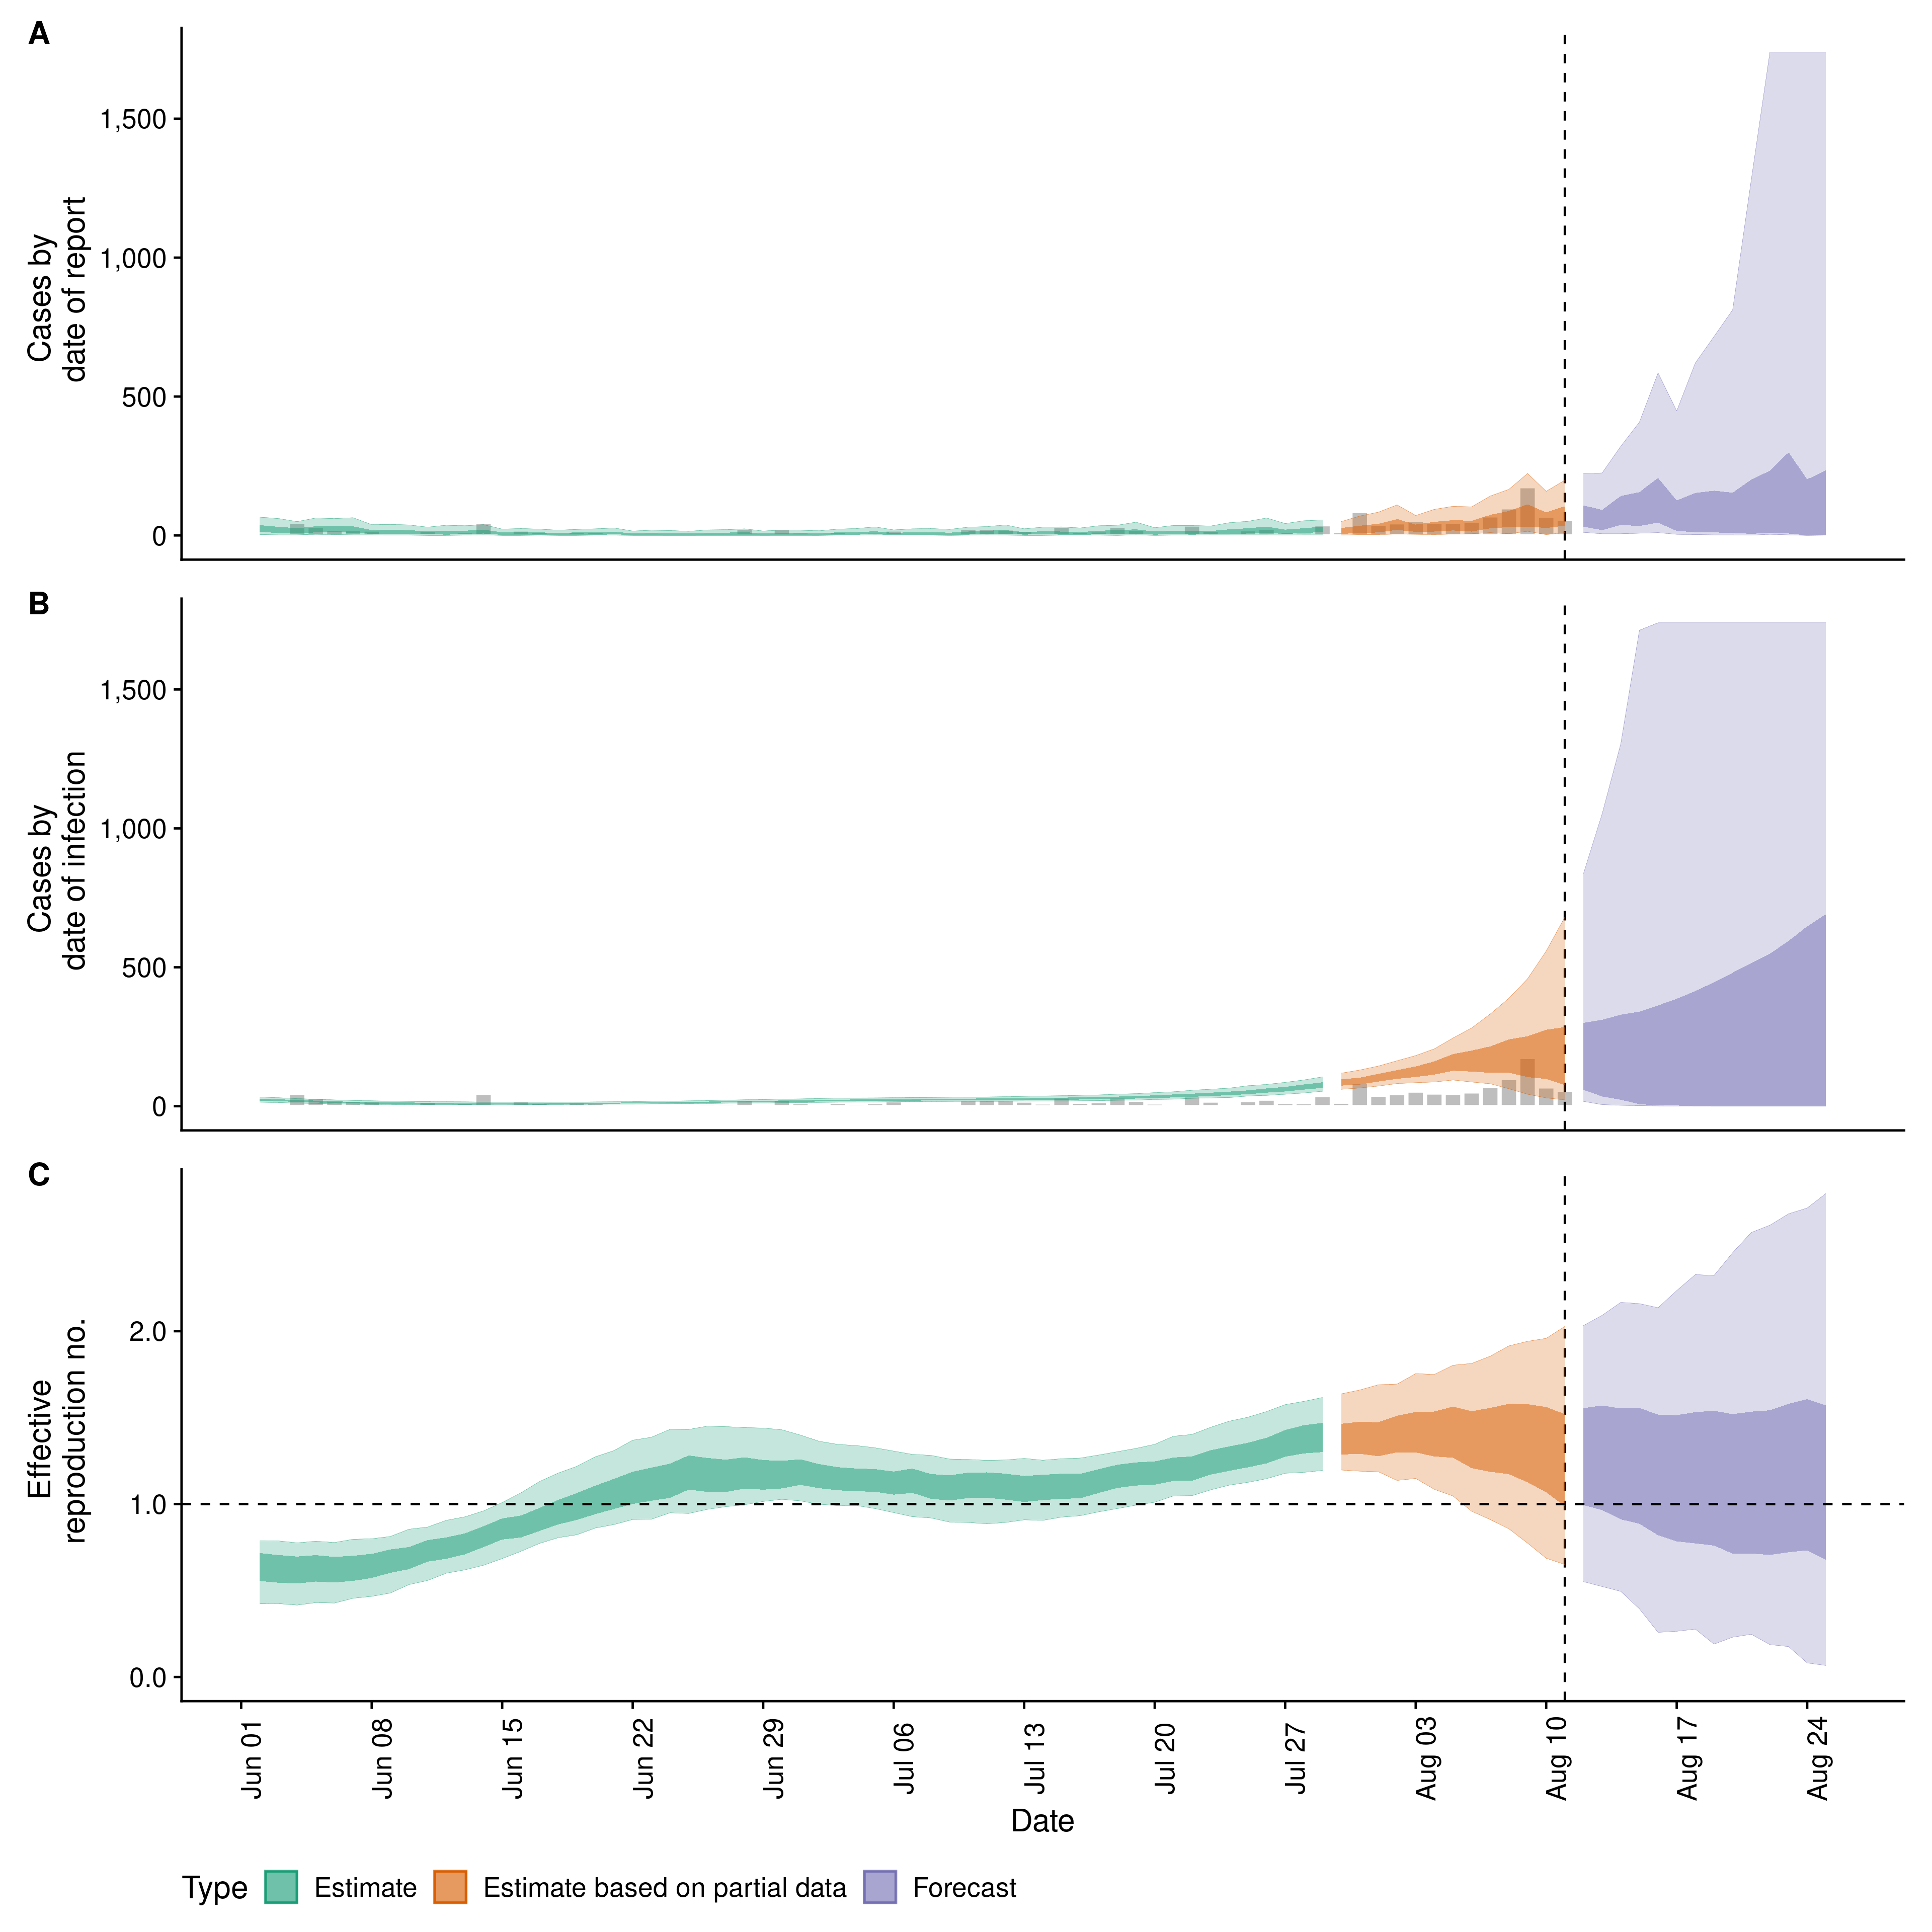 A
Cases by
date of report
1,500
1,000
500
0
B
Cases by
date of infection
1,500
1,000
500
0
C
Effective
reproduction no.
2.0
1.0
0.0
Jun 01
Jun 08
Jun 15
Jun 22
Jun 29
Jul 06
Jul 13
Jul 20
Jul 27
Aug 03
Aug 10
Aug 17
Aug 24
Date
Type Estimate Estimate based on partial data Forecast